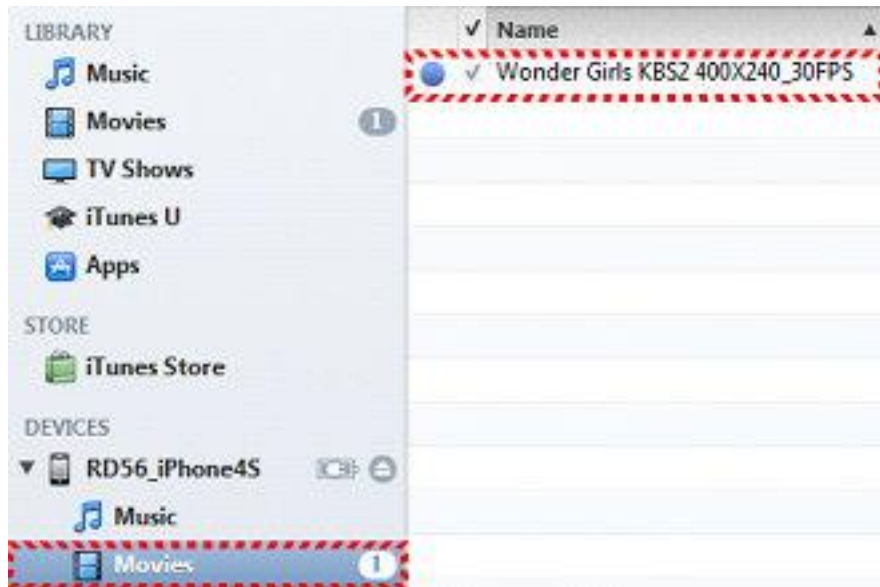 LIBRARY
Music
Movies 1
TV Shows
iTunes U
Apps
STORE
iTunes Store
DEVICES
RD56_iPhone4S
Music
Movies 1
✓ Name ▲
✓ Wonder Girls KBS2 400X240_30FPS